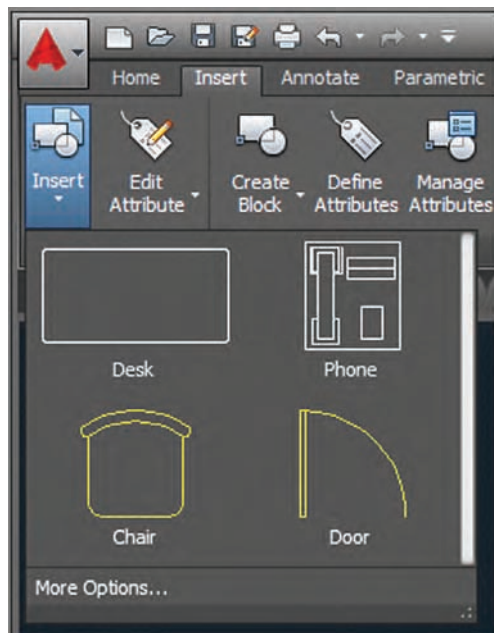 Home Insert Annotate Parametric
Insert Edit Attribute Create Block Define Attributes Manage Attributes
Desk Phone
Chair Door
More Options...